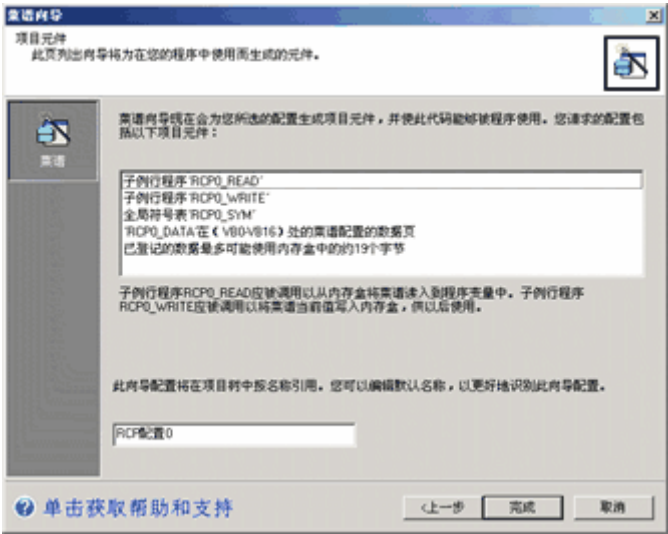 菜谱向导
项目元件
此页列出向导将为在您的程序中使用而生成的元件。
菜谱
菜谱向导现在会为您所选的配置生成项目元件，并使此代码能够被程序使用。您请求的配置包
括以下项目元件：
子例行程序'RCP0_READ'
子例行程序'RCP0_WRITE'
全局符号表'RCP0_SYM'
'RCP0_DATA'在（VB0-VB16）处的菜谱配置的数据页
已登记的数据最多可能使用内存盒中的约19个字节
子例行程序RCP0_READ应被调用以从内存盒将菜谱读入到程序变量中。子例行程序
RCP0_WRITE应被调用以将菜谱当前值写入内存盒，供以后使用。
此向导配置将在项目树中按名称引用。您可以编辑默认名称，以更好地识别此向导配置。
RCP配置0
单击获取帮助和支持
<上一步
完成
取消